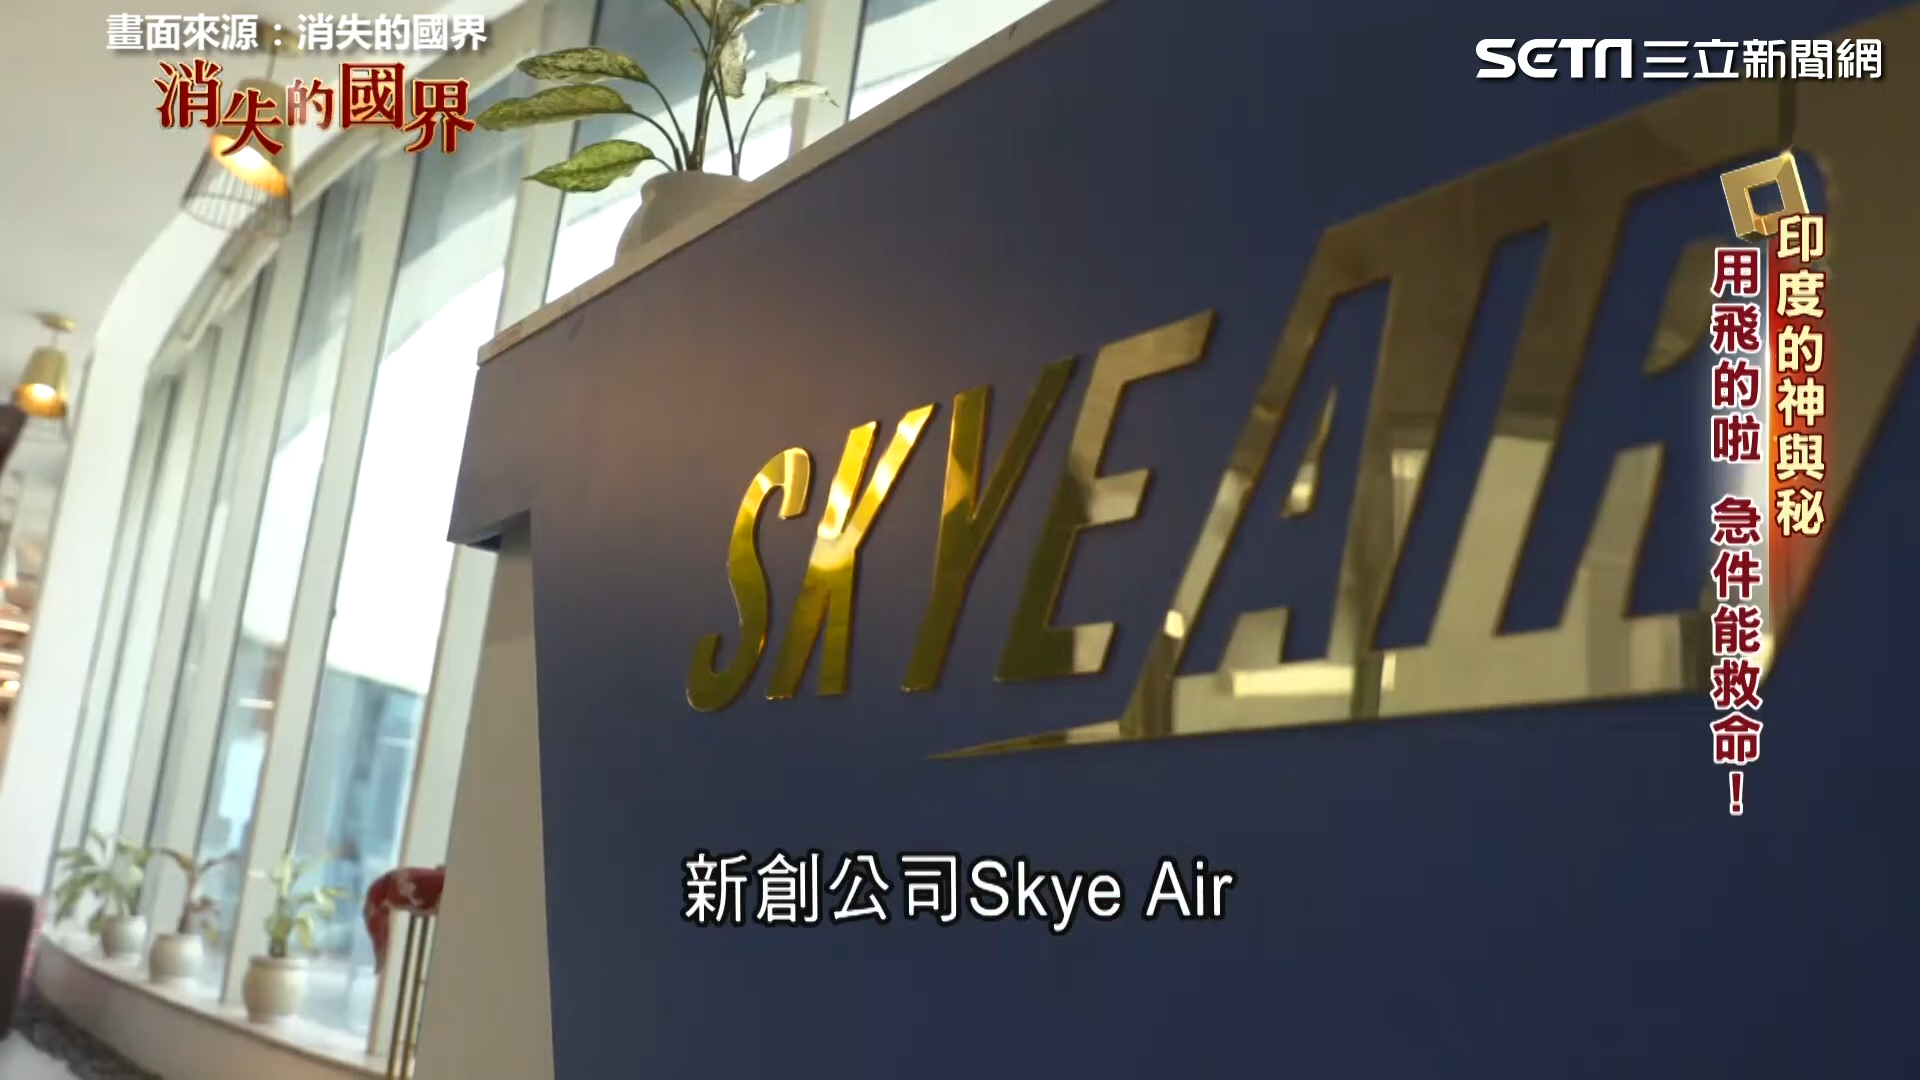 畫面來源：消失的國界
消失的國界
SETN三立新聞網
印度的神與秘
用飛的啦 急件能救命！
SKYE AIR
新創公司Skye Air